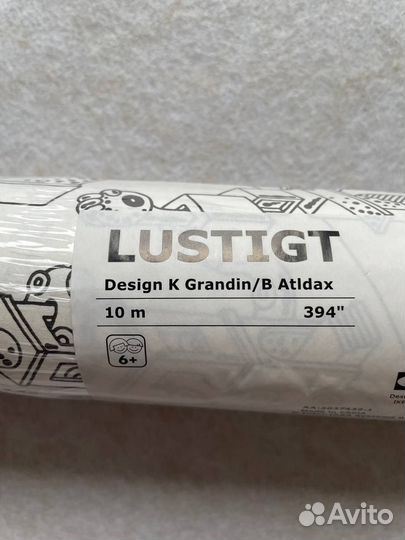 LUSTIGT
Design K Grandin/B Atldax
10 m 394"
6+
Avito